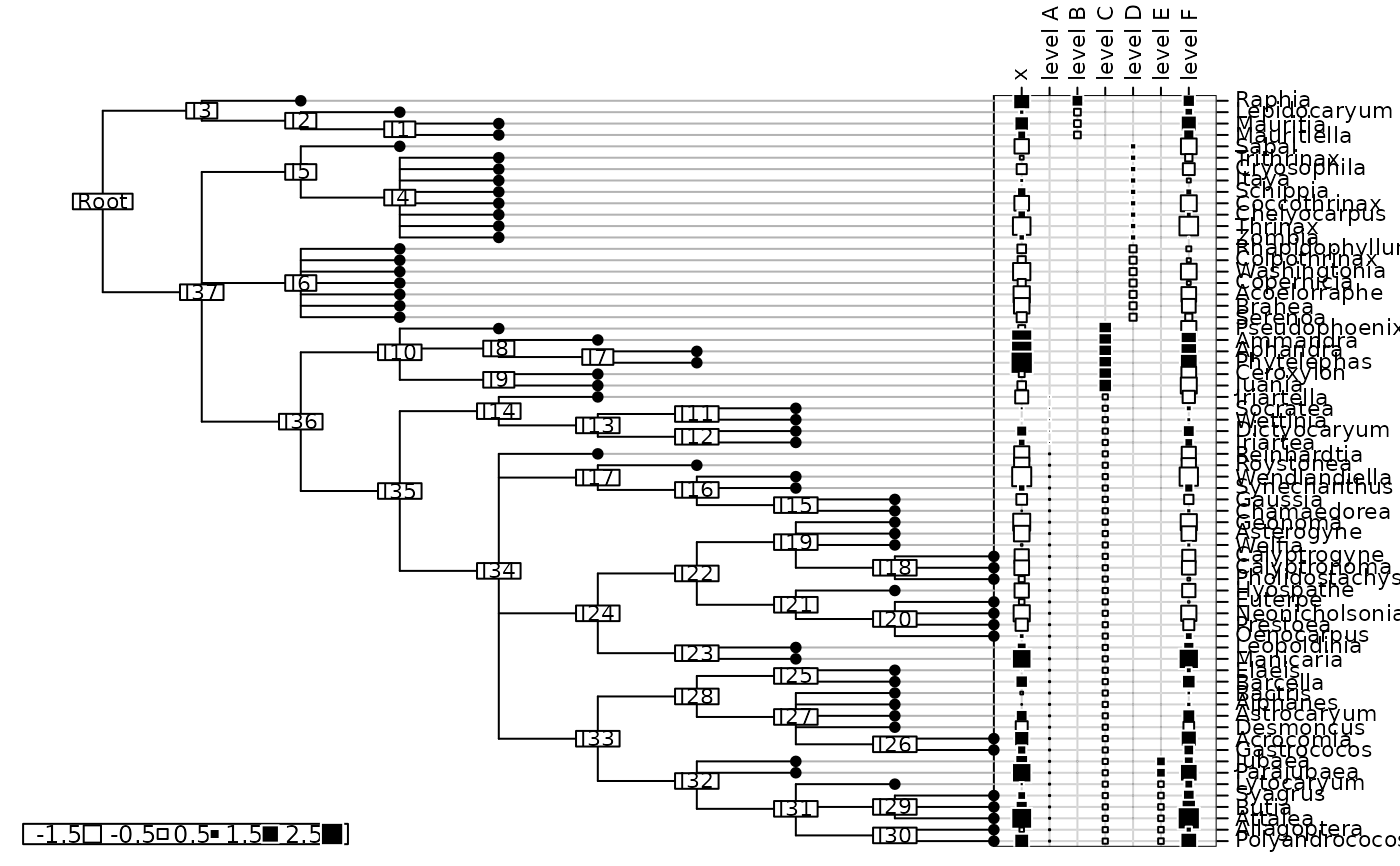 x
level A
level B
level C
level D
level E
level F
Root
I3
I2
I1
I5
I4
I37
I6
I10
I8
I7
I9
I36
I14
I11
I13
I12
I35
I17
I16
I15
I34
I19
I22
I18
I24
I21
I20
I23
I25
I28
I27
I33
I26
I32
I31
I29
I30
Raphia
Lepidocaryum
Mauritia
Mauritiella
Sabal
Trithrinax
Cryosophila
Itaya
Schippia
Coccothrinax
Chelyocarpus
Thrinax
Zombia
Rhapidophyllum
Colpothrinax
Washingtonia
Copernicia
Acoelorraphe
Brahea
Serenoa
Pseudophoenix
Ammandra
Aphandra
Phytelephas
Ceroxylon
Juania
Iriartella
Socratea
Wettinia
Dictyocaryum
Iriartea
Reinhardtia
Roystonea
Wendlandiella
Synechanthus
Gaussia
Chamaedorea
Geonoma
Asterogyne
Welfia
Calyptrogyne
Calyptronoma
Pholidostachys
Hyospathe
Euterpe
Neonicholsonia
Prestoea
Oenocarpus
Leopoldinia
Manicaria
Elaeis
Barcella
Bactris
Aiphanes
Astrocaryum
Desmoncus
Acrocomia
Gastrococos
Jubaea
Parajubaea
Lytocaryum
Syagrus
Butia
Attalea
Allagoptera
Polyandrococos
-1.5 -0.5 0.5 1.5 2.5